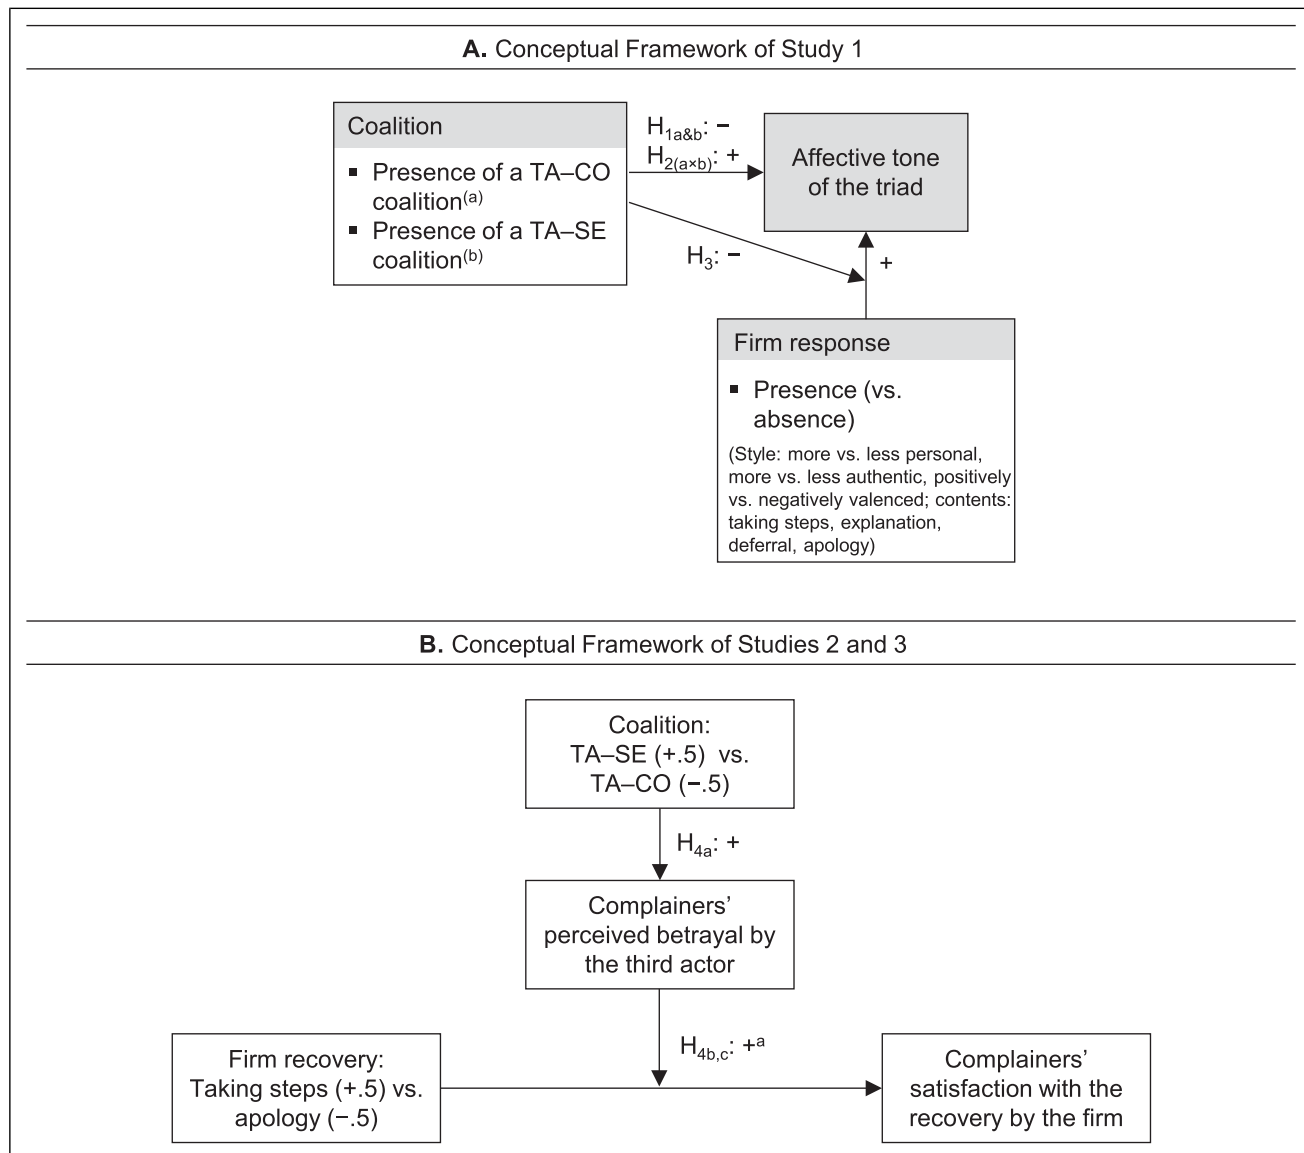 A. Conceptual Framework of Study 1
Coalition
▪ Presence of a TA–CO
coalition(a)
▪ Presence of a TA–SE
coalition(b)
H1a&b: −
H2(a×b): +
Affective tone
of the triad
H3: −
+
Firm response
▪ Presence (vs.
absence)
(Style: more vs. less personal,
more vs. less authentic, positively
vs. negatively valenced; contents:
taking steps, explanation,
deferral, apology)
B. Conceptual Framework of Studies 2 and 3
Coalition:
TA–SE (+.5) vs.
TA–CO (−.5)
H4a: +
Complainers’
perceived betrayal by
the third actor
H4b,c: +a
Firm recovery:
Taking steps (+.5) vs.
apology (−.5)
Complainers’
satisfaction with the
recovery by the firm